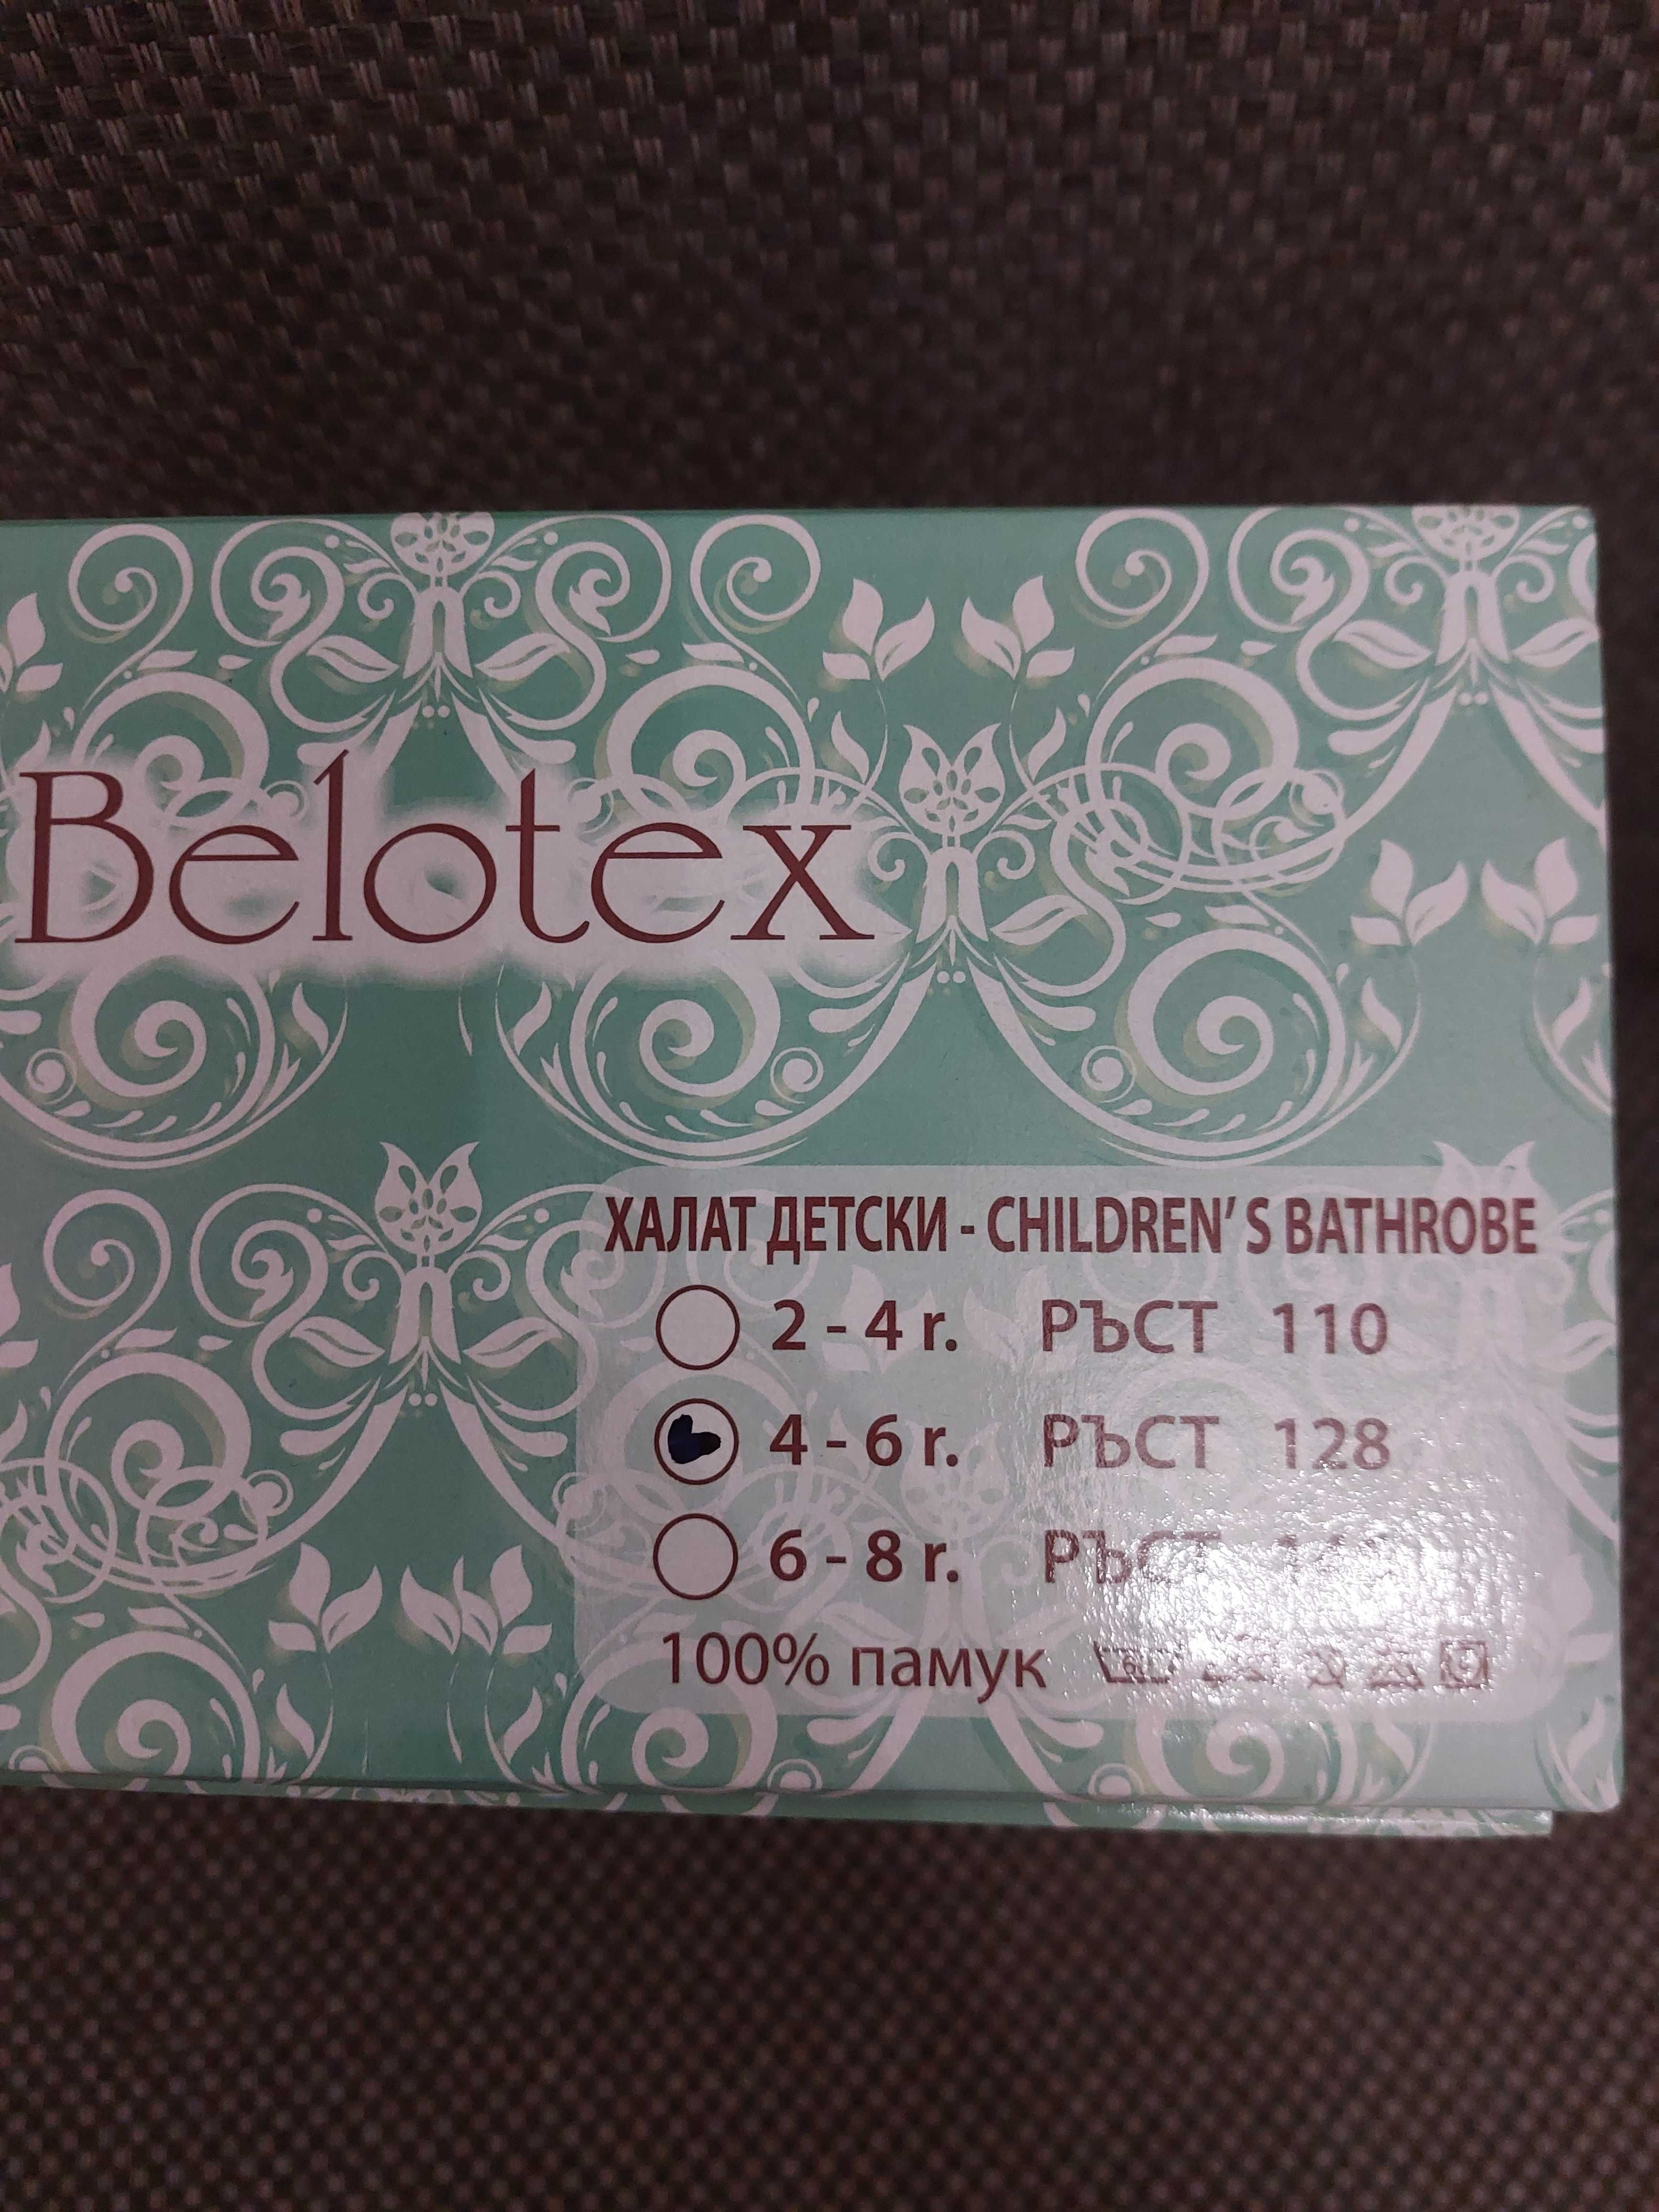 Belotex
ХАЛАТ ДЕТСКИ - CHILDREN'S BATHROBE
2 - 4 г. РЪСТ 110
4 - 6 г. РЪСТ 128
6 - 8 г. РЪСТ
100% памук